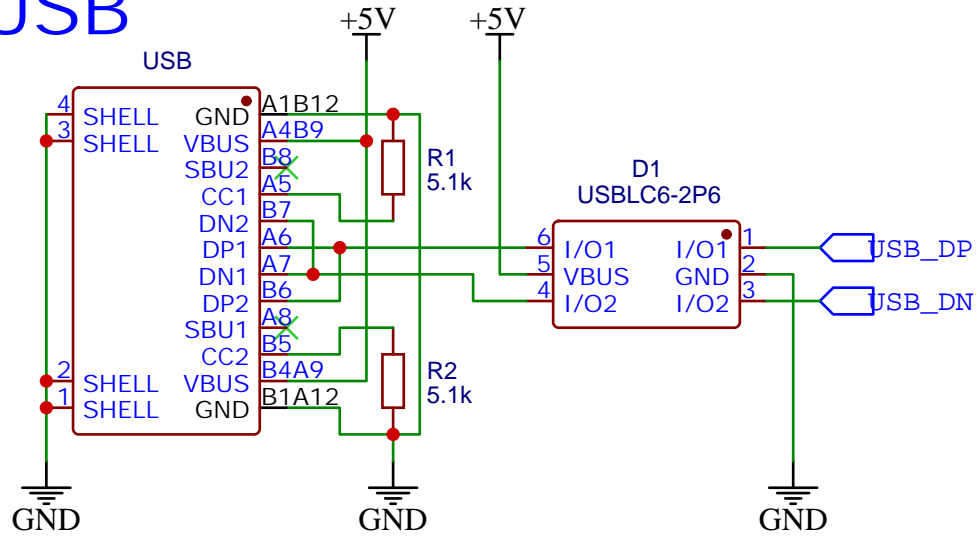 USB
+5V
+5V
USB
4 SHELL
3 SHELL
2 SHELL
1 SHELL
GND A1B12
VBUS A4B9
SBU2 B8
CC1 A5
DN2 B7
DP1 A6
DN1 A7
DP2 B6
SBU1 A8
CC2 B5
VBUS B4A9
GND B1A12
R1
5.1k
R2
5.1k
D1
USBLC6-2P6
6 I/O1 I/O1 1
5 VBUS GND 2
4 I/O2 I/O2 3
USB_DP
USB_DN
GND
GND
GND